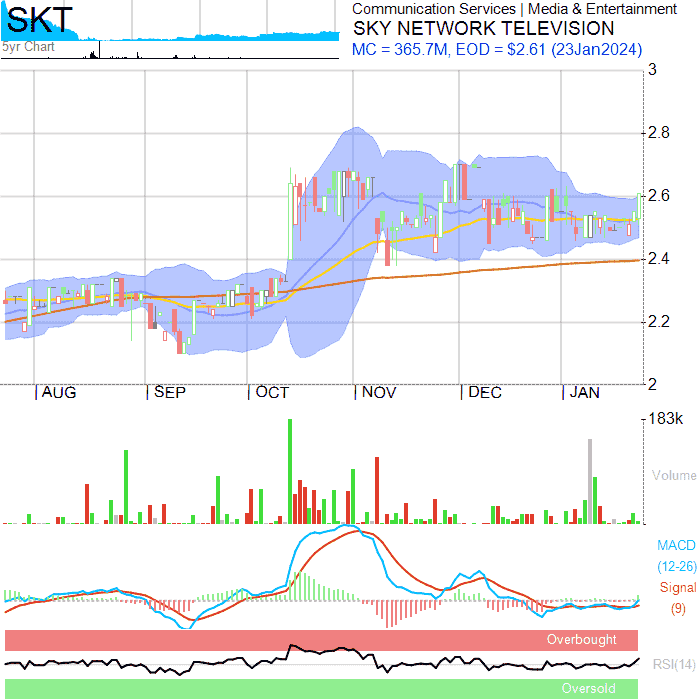 SKT
5yr Chart
Communication Services | Media & Entertainment
SKY NETWORK TELEVISION
MC = 365.7M, EOD = $2.61 (23Jan2024)
3
2.8
2.6
2.4
2.2
2
|AUG |SEP |OCT |NOV |DEC |JAN
183k
Volume
MACD
(12-26)
Signal
(9)
Overbought
RSI(14)
Oversold